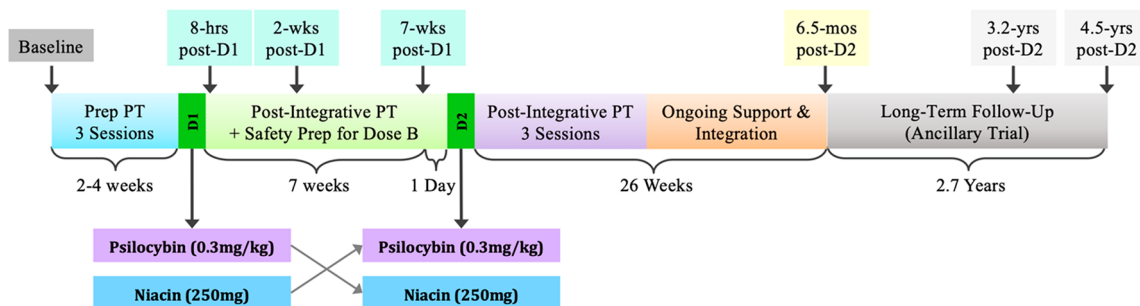 Baseline
8-hrs
post-D1
2-wks
post-D1
7-wks
post-D1
6.5-mos
post-D2
3.2-yrs
post-D2
4.5-yrs
post-D2
Prep PT
3 Sessions
D1
Post-Integrative PT
+ Safety Prep for Dose B
D2
Post-Integrative PT
3 Sessions
Ongoing Support &
Integration
Long-Term Follow-Up
(Ancillary Trial)
2-4 weeks
7 weeks
1 Day
26 Weeks
2.7 Years
Psilocybin (0.3mg/kg)
Psilocybin (0.3mg/kg)
Niacin (250mg)
Niacin (250mg)